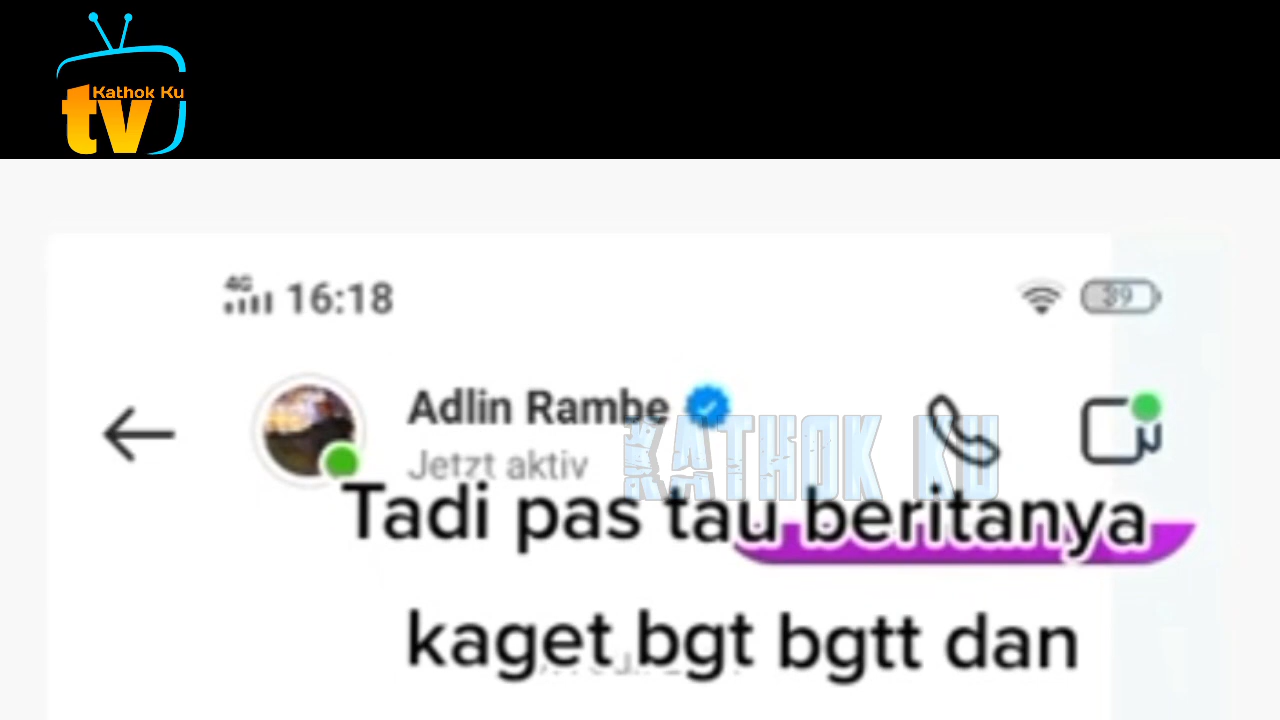 Kathok Ku
tv
4G 16:18
39
Adlin Rambe
Jetzt aktiv
KATHOK KU
Tadi pas tau beritanya
kaget bgt bgtt dan